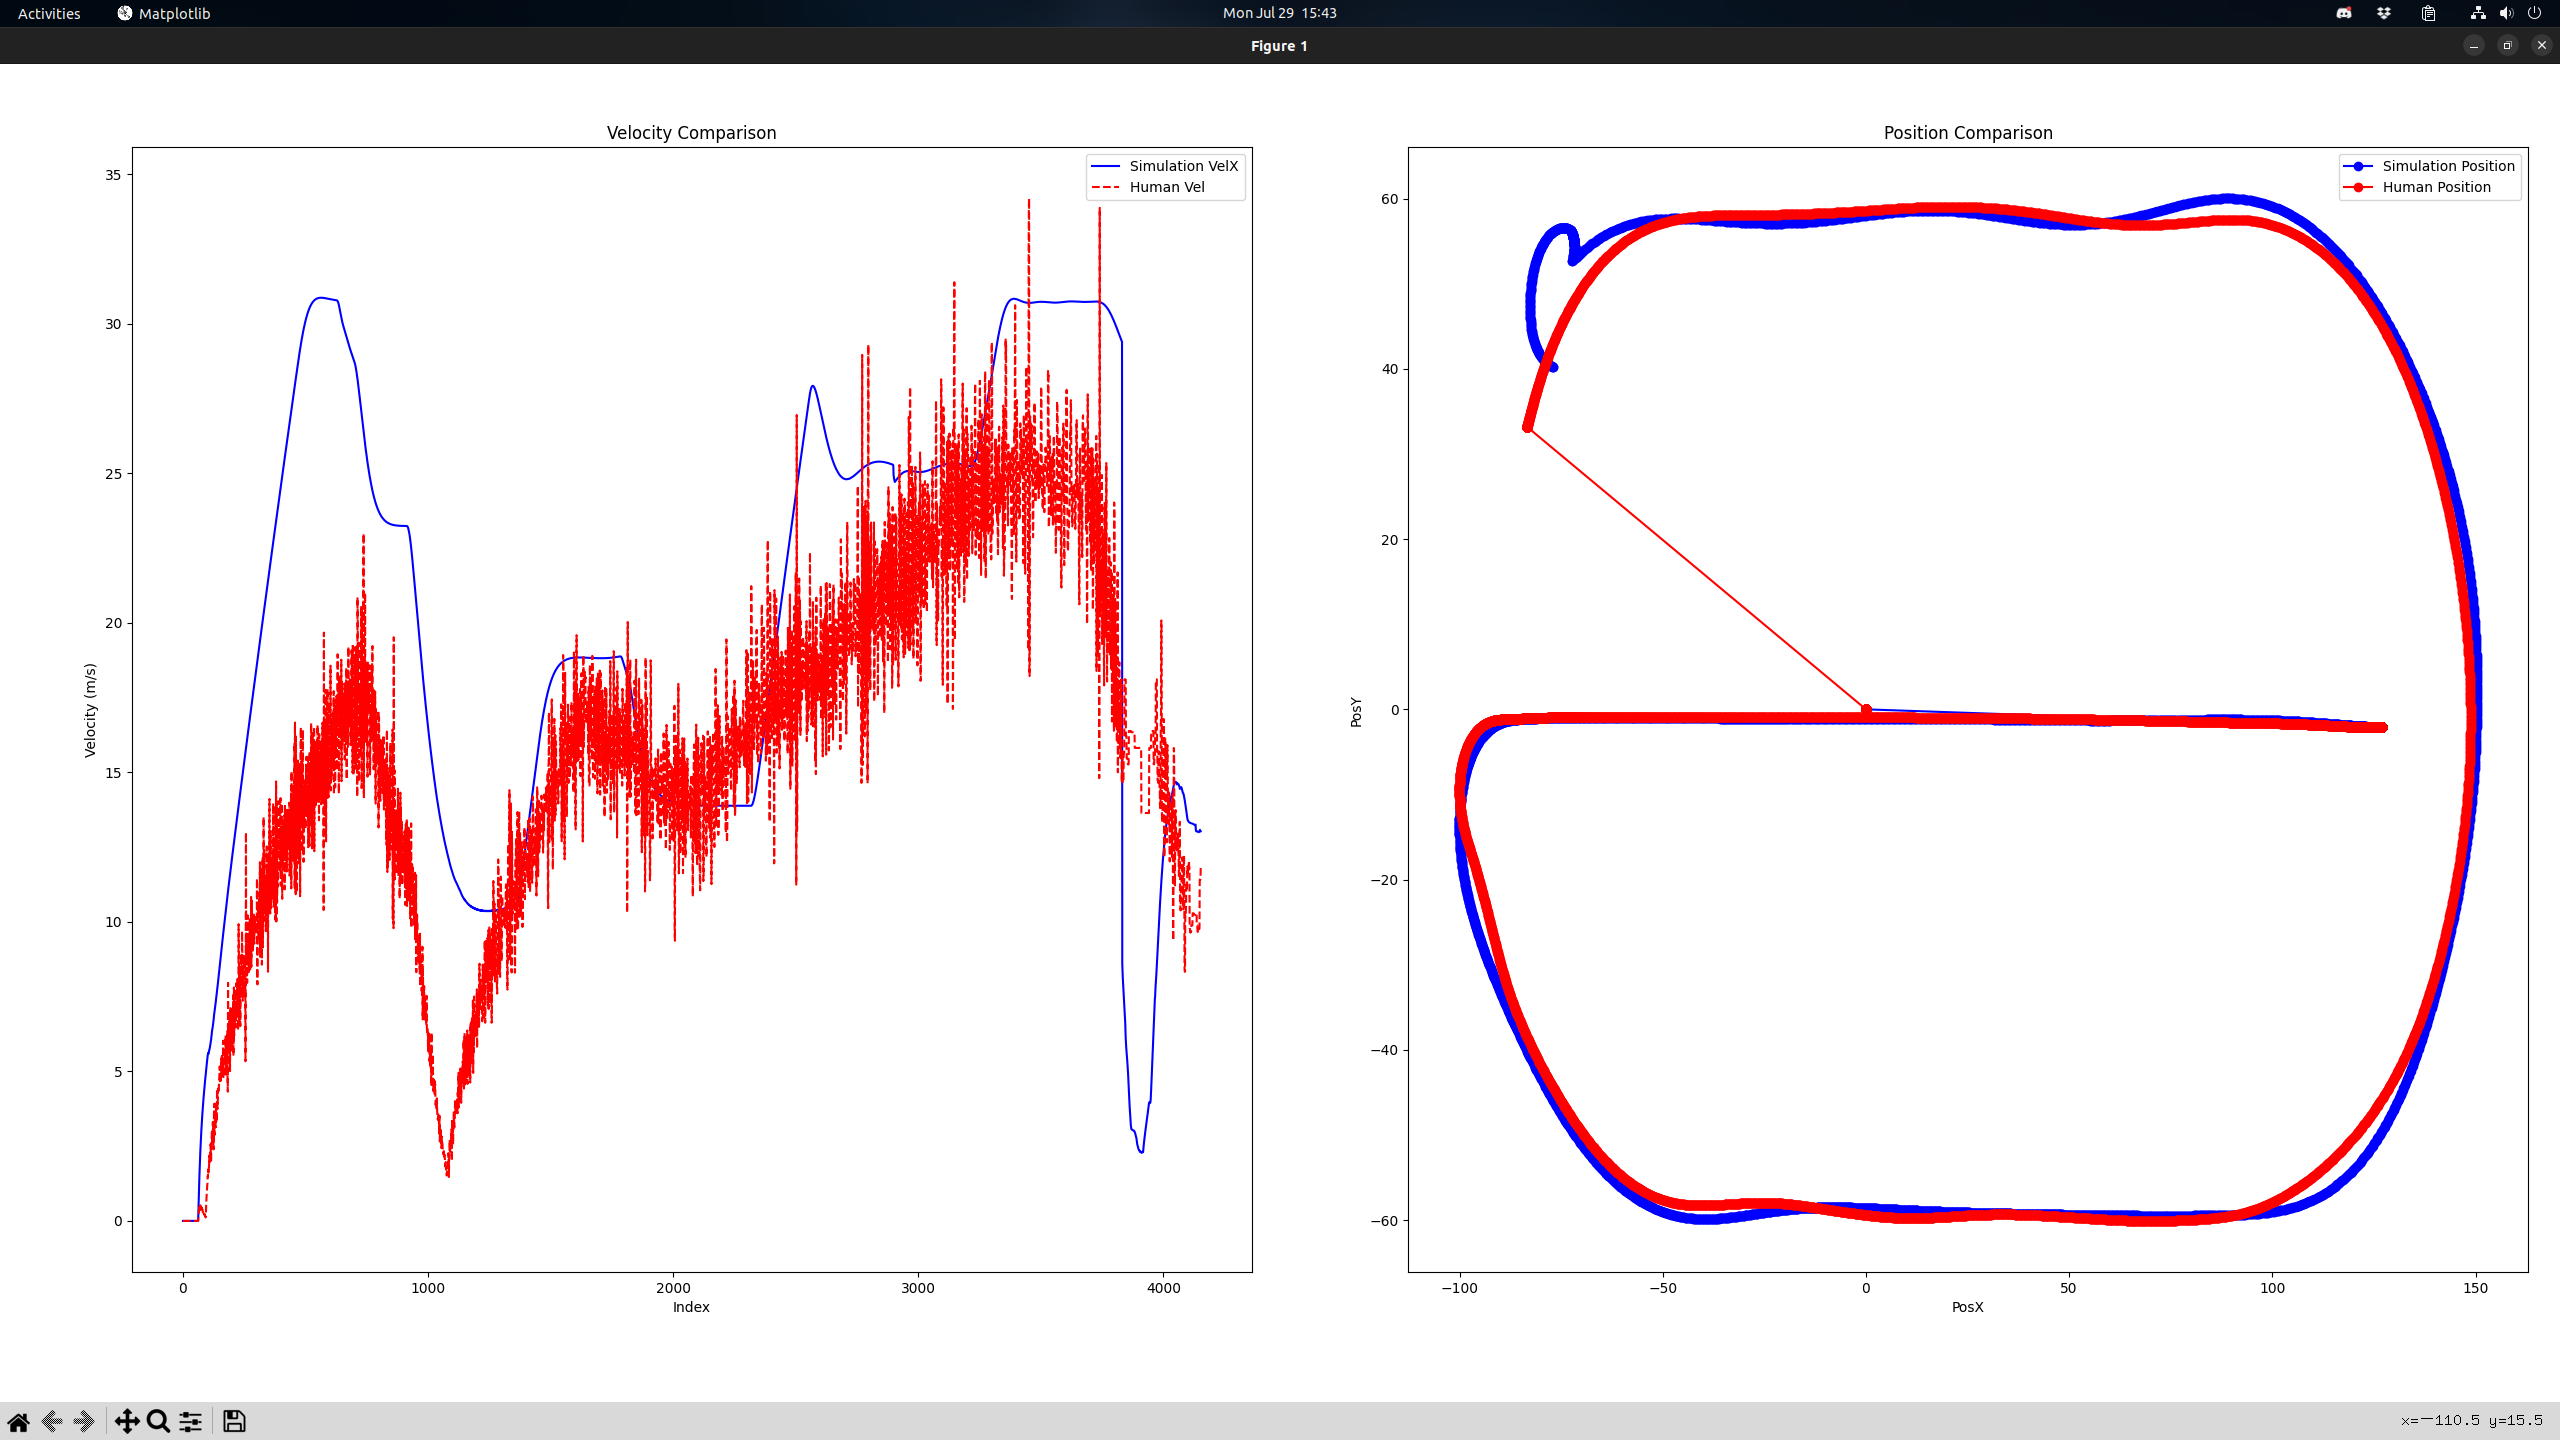 Activities
Matplotlib
Mon Jul 29 15:43
Figure 1
Velocity Comparison
Simulation VelX
Human Vel
35
30
25
20
15
10
5
0
Velocity (m/s)
0
1000
2000
3000
4000
Index
Position Comparison
Simulation Position
Human Position
60
40
20
0
−20
−40
−60
PosY
−100
−50
0
50
100
150
PosX
x=−110.5 y=15.5